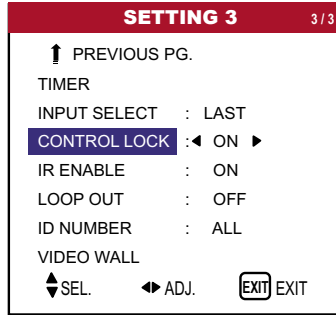 SETTING 3 3 / 3
PREVIOUS PG.
TIMER
INPUT SELECT : LAST
CONTROL LOCK : ON
IR ENABLE : ON
LOOP OUT : OFF
ID NUMBER : ALL
VIDEO WALL
SEL. ADJ. EXIT EXIT